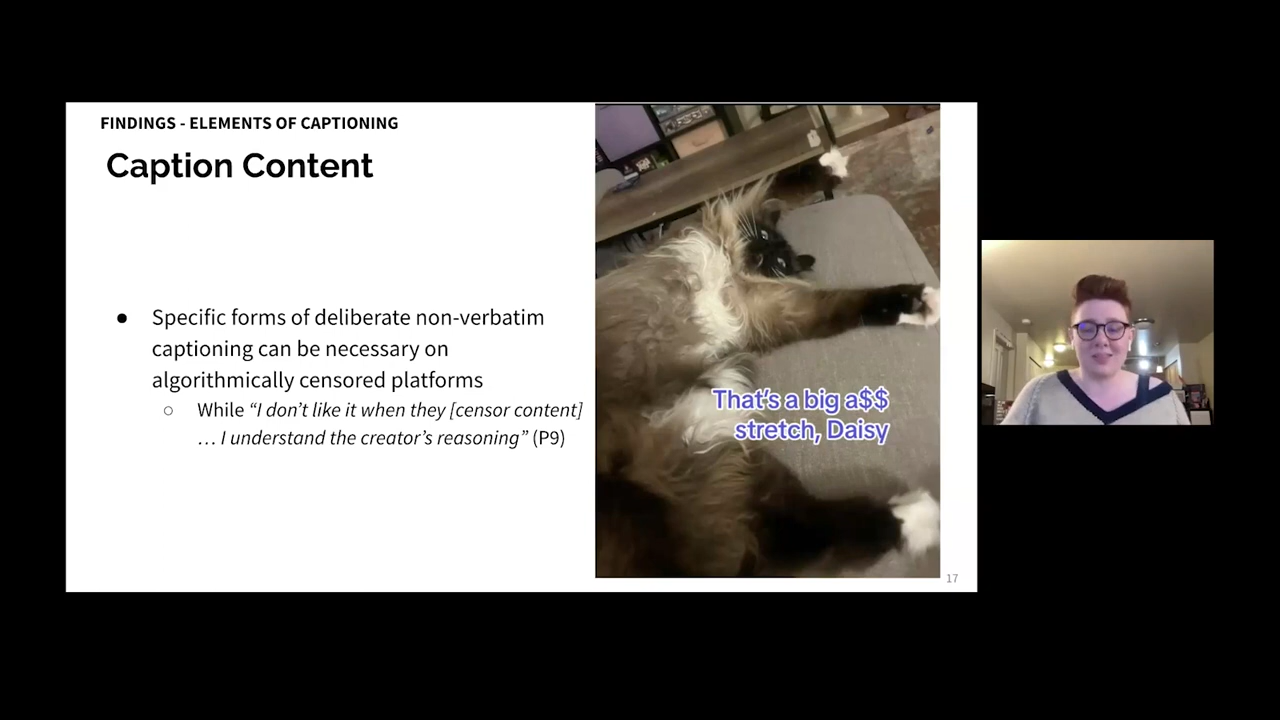 FINDINGS - ELEMENTS OF CAPTIONING
Caption Content
● Specific forms of deliberate non-verbatim
captioning can be necessary on
algorithmically censored platforms
○ While “I don’t like it when they [censor content]
… I understand the creator’s reasoning” (P9)
That's a big a$$
stretch, Daisy
17